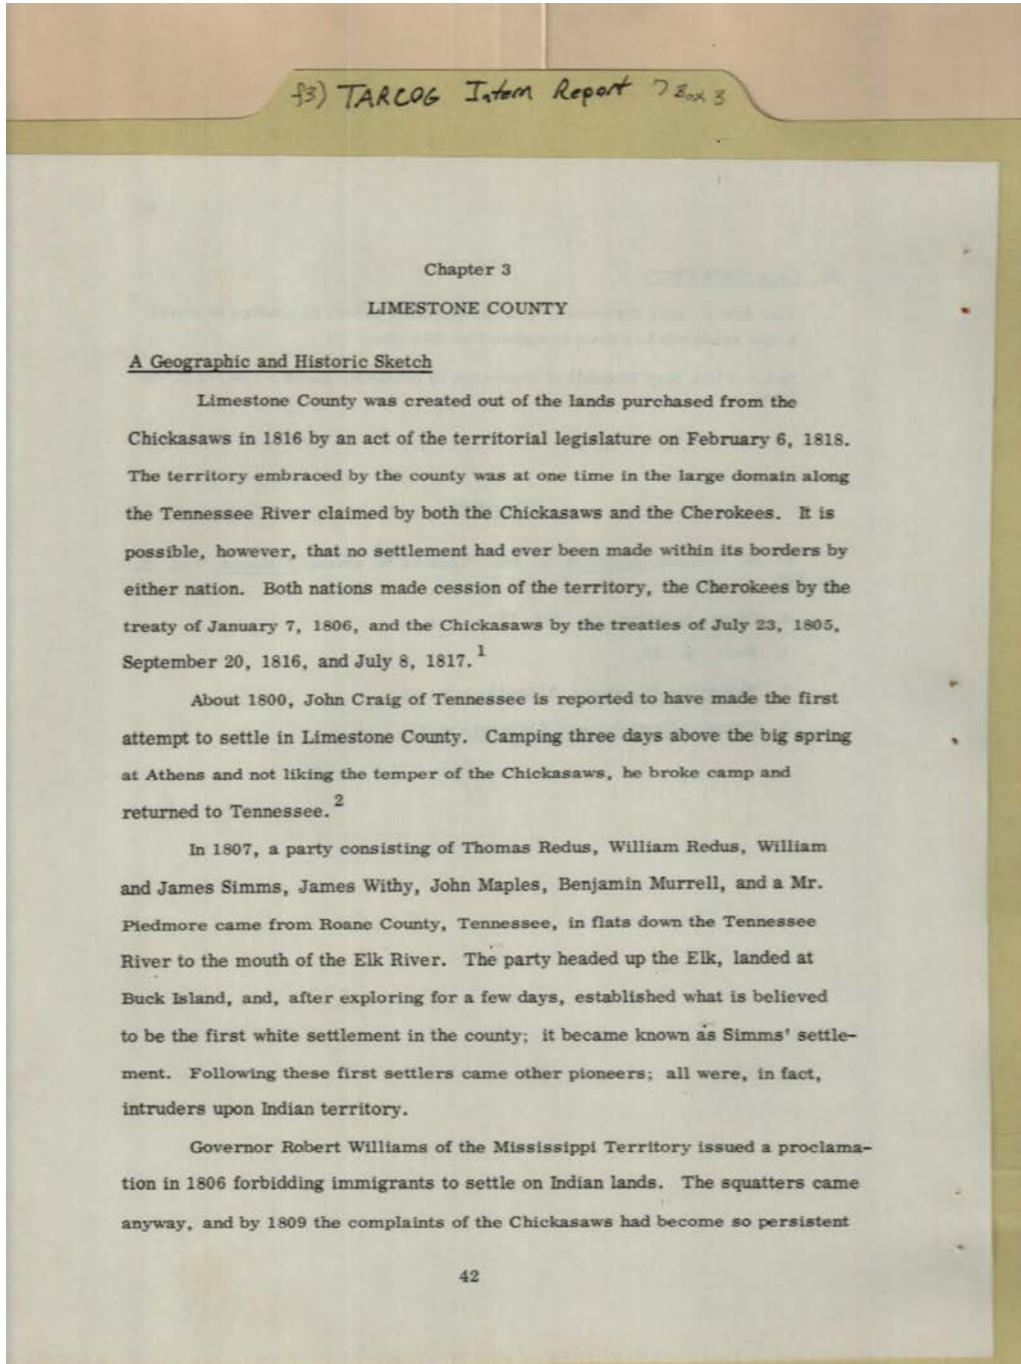 f3) TARCOG Intern Report Box 3
Chapter 3
LIMESTONE COUNTY
A Geographic and Historic Sketch
Limestone County was created out of the lands purchased from the
Chickasaws in 1816 by an act of the territorial legislature on February 6, 1818.
The territory embraced by the county was at one time in the large domain along
the Tennessee River claimed by both the Chickasaws and the Cherokees. It is
possible, however, that no settlement had ever been made within its borders by
either nation. Both nations made cession of the territory, the Cherokees by the
treaty of January 7, 1806, and the Chickasaws by the treaties of July 23, 1805,
September 20, 1816, and July 8, 1817. 1
About 1800, John Craig of Tennessee is reported to have made the first
attempt to settle in Limestone County. Camping three days above the big spring
at Athens and not liking the temper of the Chickasaws, he broke camp and
returned to Tennessee. 2
In 1807, a party consisting of Thomas Redus, William Redus, William
and James Simms, James Withy, John Maples, Benjamin Murrell, and a Mr.
Piedmore came from Roane County, Tennessee, in flats down the Tennessee
River to the mouth of the Elk River. The party headed up the Elk, landed at
Buck Island, and, after exploring for a few days, established what is believed
to be the first white settlement in the county; it became known as Simms' settle-
ment. Following these first settlers came other pioneers; all were, in fact,
intruders upon Indian territory.
Governor Robert Williams of the Mississippi Territory issued a proclama-
tion in 1806 forbidding immigrants to settle on Indian lands. The squatters came
anyway, and by 1809 the complaints of the Chickasaws had become so persistent
42